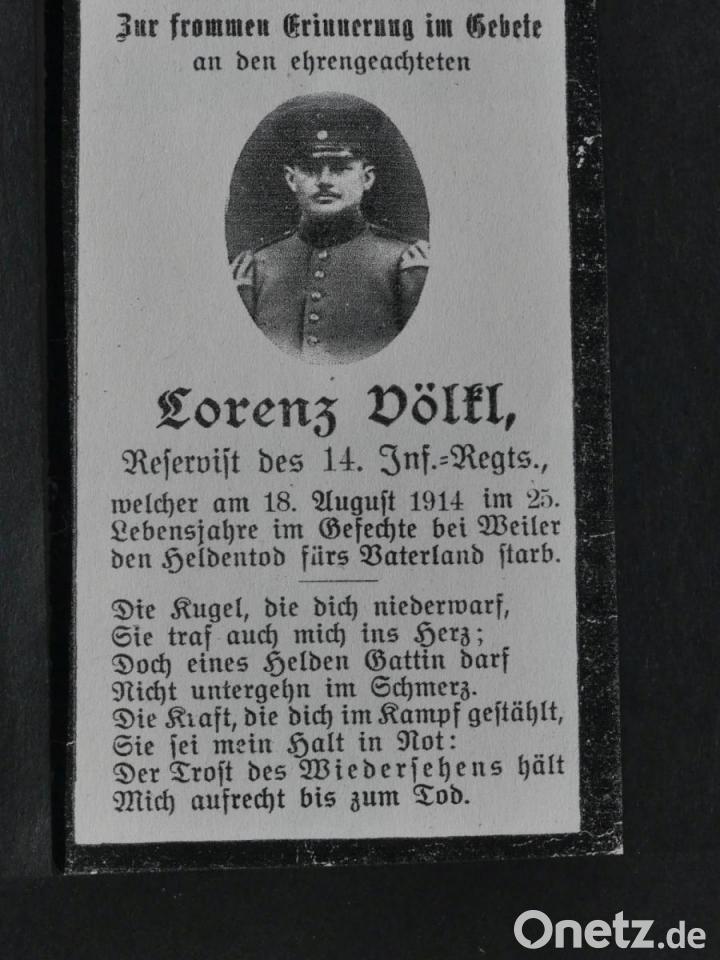 Zur frommen Erinnerung im Gebete
an den ehrengeachteten
Lorenz Völkl,
Reservist des 14. Inf.-Regts.,
welcher am 18. August 1914 im 25.
Lebensjahre im Gefechte bei Weiler
den Heldentod fürs Vaterland starb.
Die Kugel, die dich niederwarf,
Sie traf auch mich ins Herz;
Doch eines Helden Gattin darf
Nicht untergehn im Schmerz.
Die Kraft, die dich im Kampf gestählt,
Sie sei mein Halt in Not:
Der Trost des Wiedersehens hält
Mich aufrecht bis zum Tod.
Onetz.de